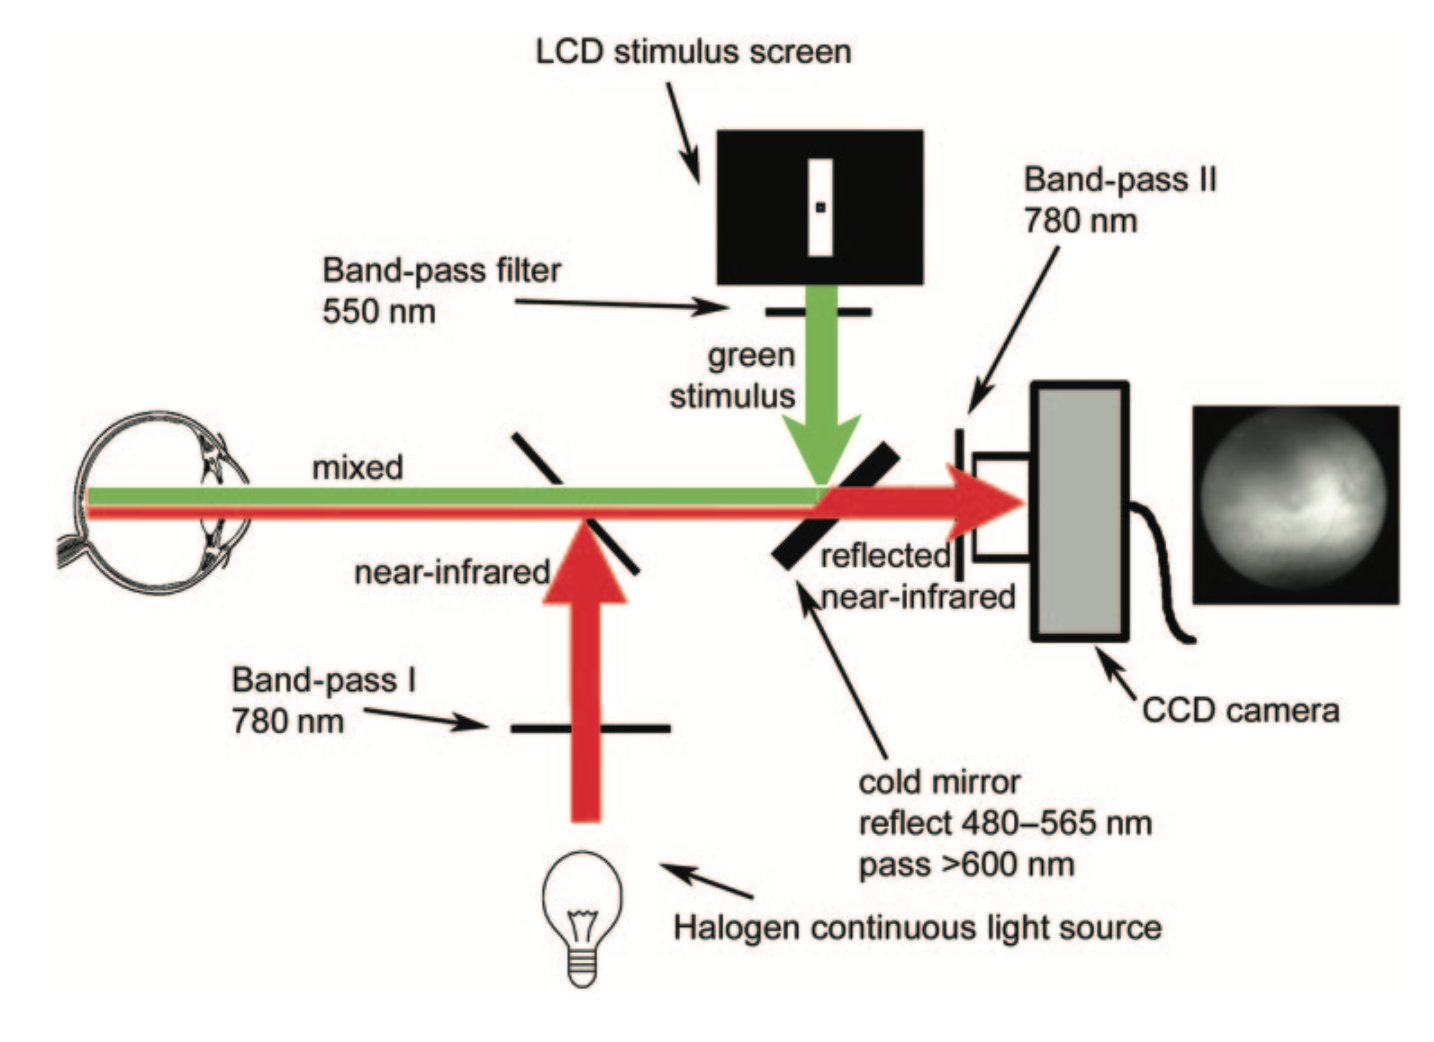 LCD stimulus screen
Band-pass II
780 nm
Band-pass filter
550 nm
green
stimulus
mixed
near-infrared
reflected
near-infrared
Band-pass I
780 nm
CCD camera
cold mirror
reflect 480–565 nm
pass >600 nm
Halogen continuous light source